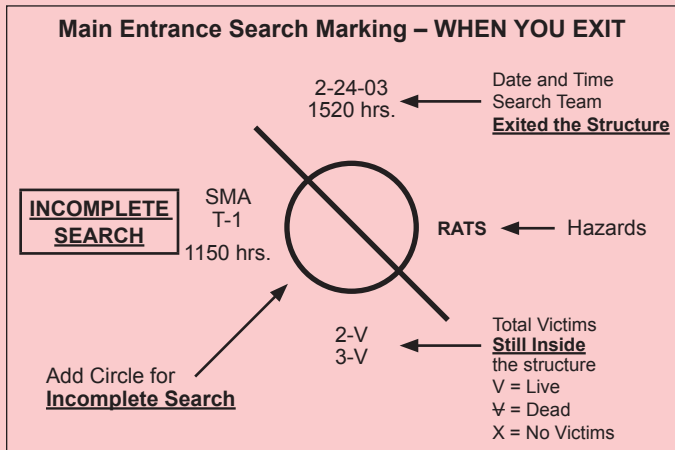 Main Entrance Search Marking – WHEN YOU EXIT
2-24-03
1520 hrs.
Date and Time
Search Team
Exited the Structure
INCOMPLETE
SEARCH
SMA
T-1
1150 hrs.
RATS
Hazards
2-V
3-V
Total Victims
Still Inside
the structure
V = Live
V̶ = Dead
X = No Victims
Add Circle for
Incomplete Search